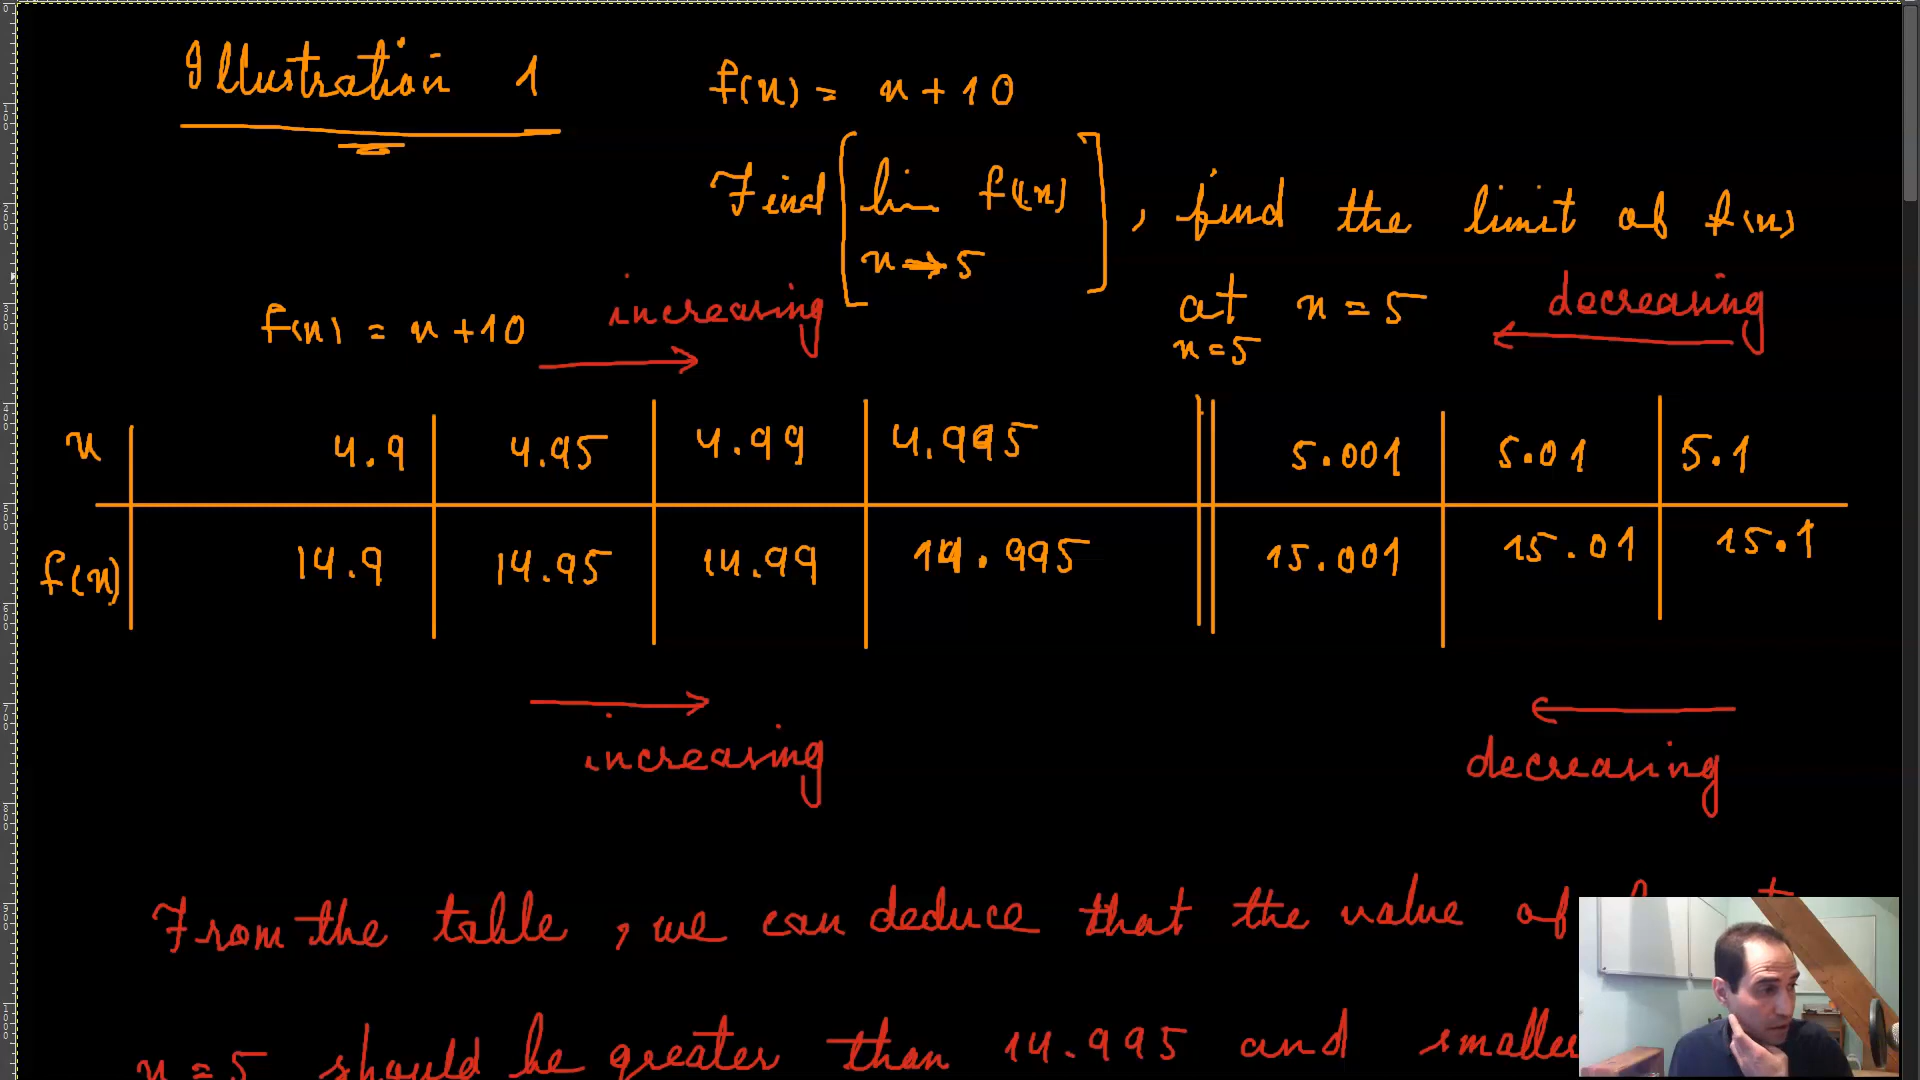 Illustration 1
f(x) = x + 10
Find [ lim f(x) ] , find the limit of f(x)
x → 5
at x = 5
increasing
decreasing
f(x) = x + 10
x = 5
x 4.9 4.95 4.99 4.995 5.001 5.01 5.1
f(x) 14.9 14.95 14.99 14.995 15.001 15.01 15.1
increasing
decreasing
From the table, we can deduce that the value of
x = 5 should be greater than 14.995 and smaller